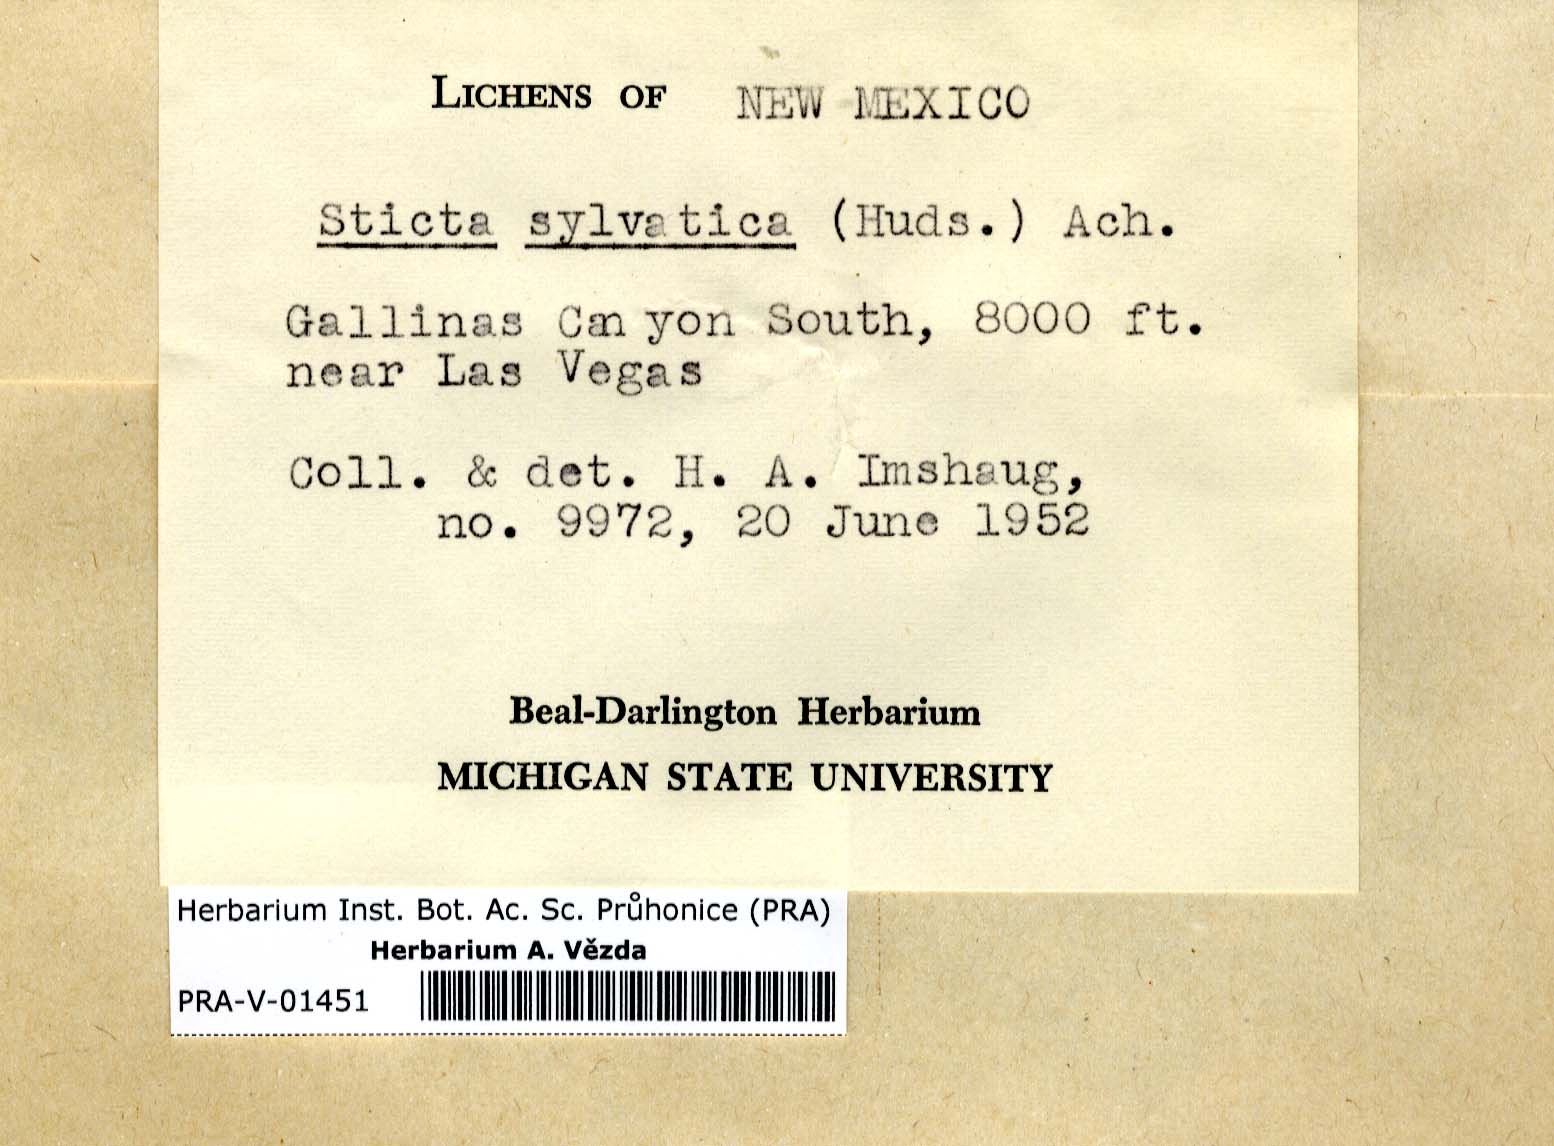 LICHENS OF NEW MEXICO
Sticta sylvatica (Huds.) Ach.
Gallinas Canyon South, 8000 ft.
near Las Vegas
Coll. & det. H. A. Imshaug,
no. 9972, 20 June 1952
Beal-Darlington Herbarium
MICHIGAN STATE UNIVERSITY
Herbarium Inst. Bot. Ac. Sc. Průhonice (PRA)
Herbarium A. Vězda
PRA-V-01451